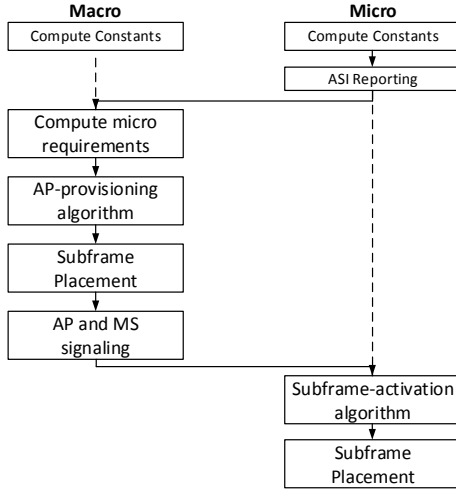 Macro
Micro
Compute Constants
Compute Constants
ASI Reporting
Compute micro
requirements
AP-provisioning
algorithm
Subframe
Placement
AP and MS
signaling
Subframe-activation
algorithm
Subframe
Placement